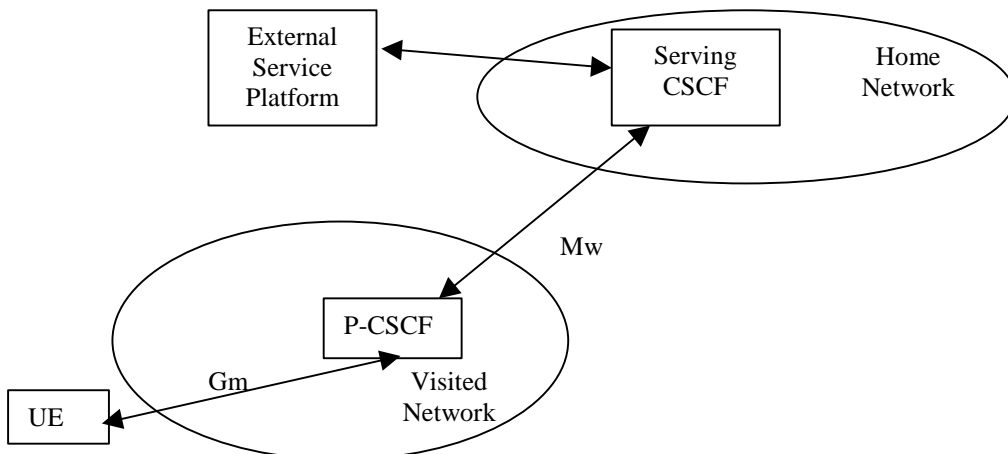 External
Service
Platform
Serving
CSCF
Home
Network
Mw
P-CSCF
Gm
Visited
Network
UE